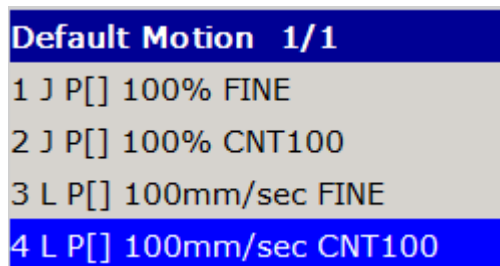 Default Motion 1/1
1 J P[] 100% FINE
2 J P[] 100% CNT100
3 L P[] 100mm/sec FINE
4 L P[] 100mm/sec CNT100